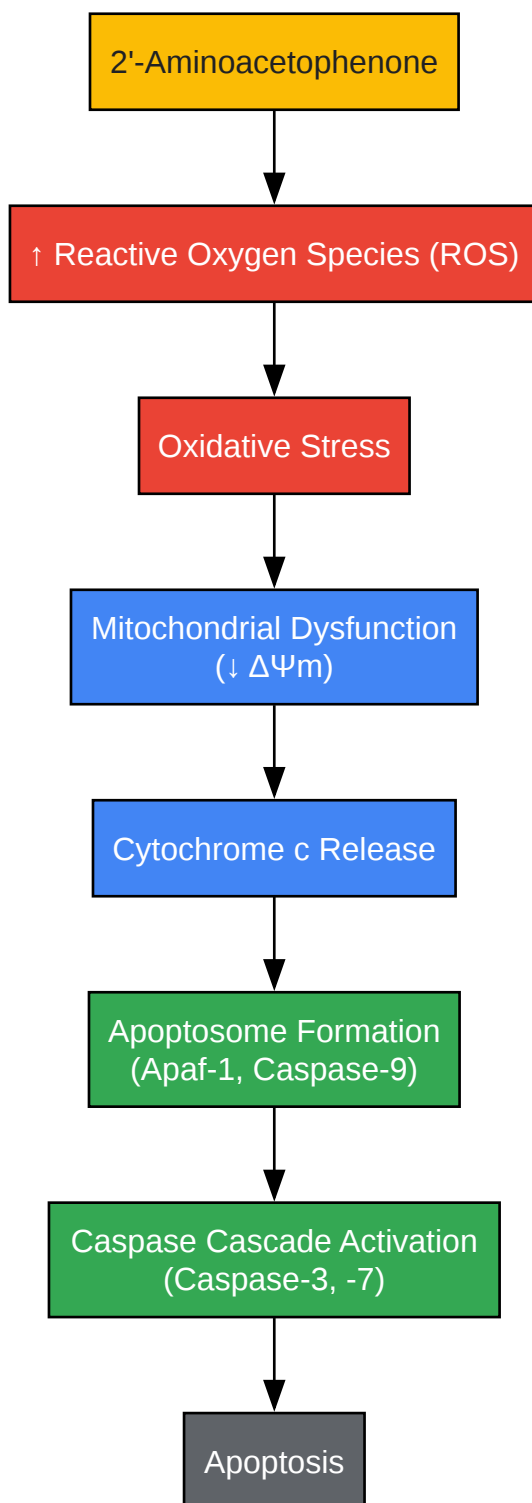 2'-Aminoacetophenone
↑ Reactive Oxygen Species (ROS)
Oxidative Stress
Mitochondrial Dysfunction
(↓ ΔΨm)
Cytochrome c Release
Apoptosome Formation
(Apaf-1, Caspase-9)
Caspase Cascade Activation
(Caspase-3, -7)
Apoptosis